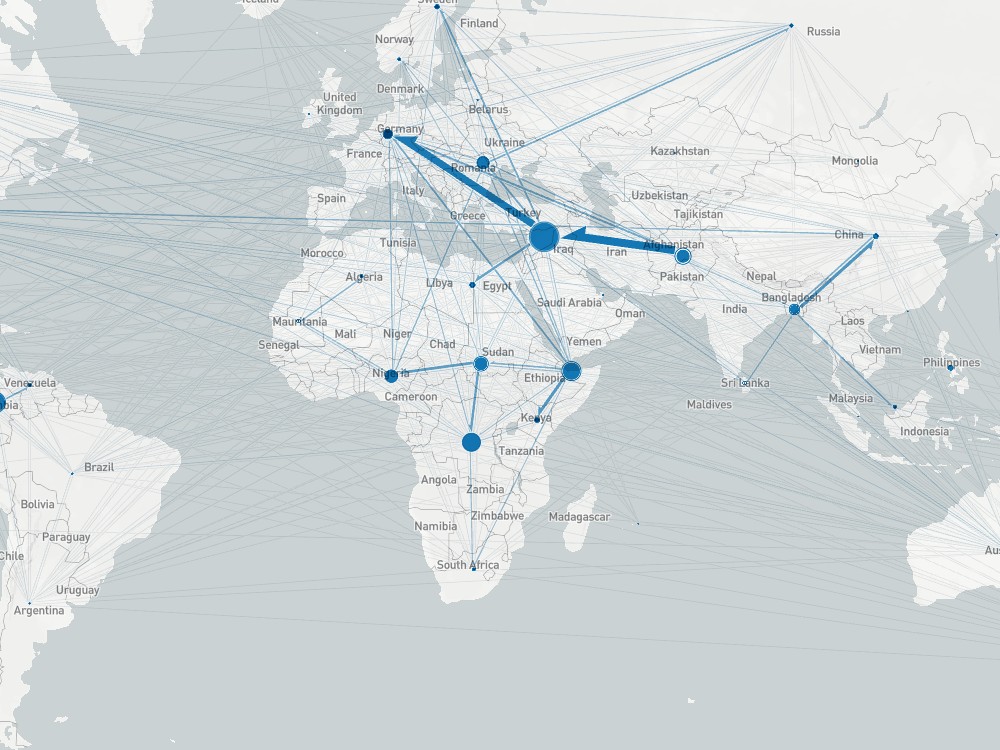 Iceland
Sweden
Finland
Russia
Norway
Denmark
United
Kingdom
Belarus
Germany
Ukraine
France
Kazakhstan
Mongolia
Romania
Italy
Spain
Uzbekistan
Tajikistan
Greece
Turkey
China
Tunisia
Morocco
Iraq
Iran
Afghanistan
Pakistan
Nepal
Algeria
Libya
Egypt
Saudi Arabia
Oman
India
Bangladesh
Mauritania
Mali
Niger
Chad
Sudan
Yemen
Laos
Vietnam
Senegal
Nigeria
Cameroon
Ethiopia
Sri Lanka
Maldives
Philippines
Malaysia
Venezuela
bia
Kenya
Indonesia
Tanzania
Brazil
Angola
Zambia
Bolivia
Zimbabwe
Madagascar
Namibia
Paraguay
Chile
Aus
South Africa
Uruguay
Argentina